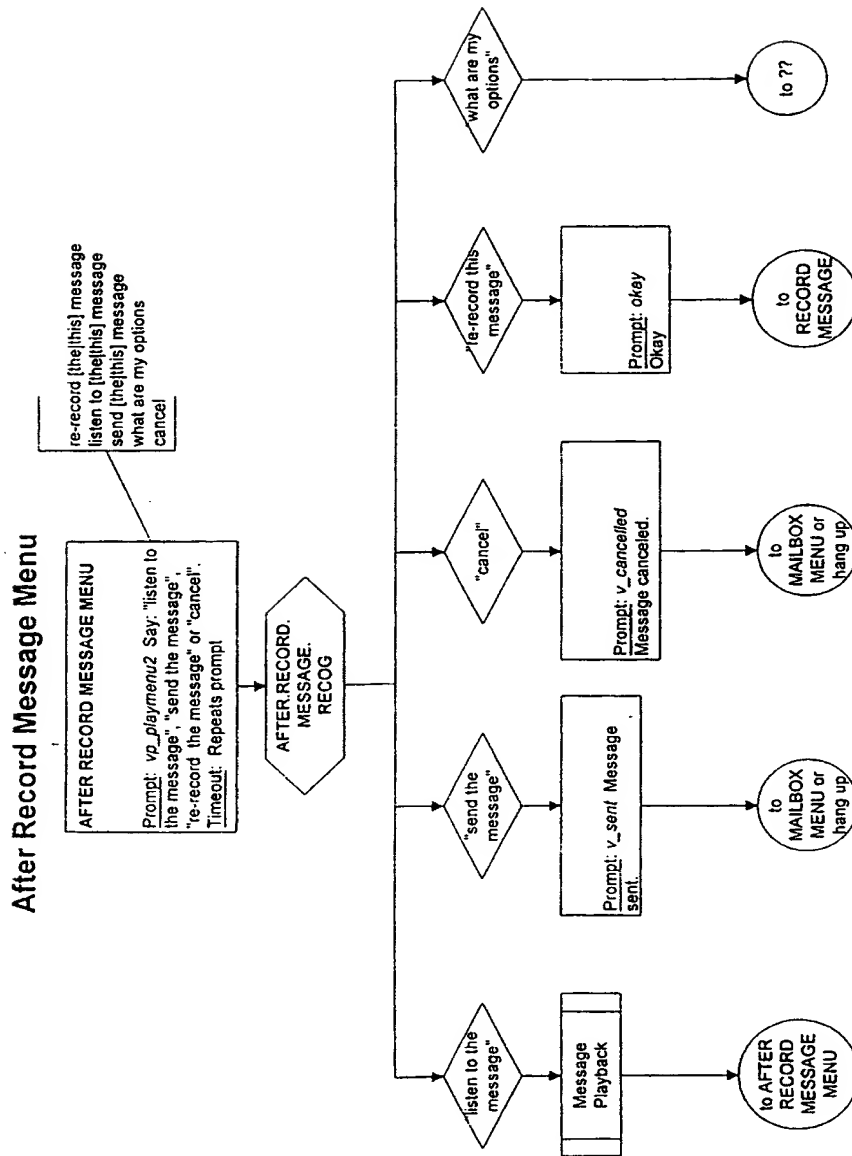 After Record Message Menu
AFTER RECORD MESSAGE MENU
Prompt: vp_playmenu2 Say: "listen to
the message", "send the message",
"re-record the message" or "cancel".
Timeout: Repeats prompt
re-record [the|this] message
listen to [the|this] message
send [the|this] message
what are my options
cancel
AFTER.RECORD.
MESSAGE.
RECOG
"listen to the
message"
Message
Playback
to AFTER
RECORD
MESSAGE
MENU
"send the
message"
Prompt: v_sent Message
sent.
to
MAILBOX
MENU or
hang up
"cancel"
Prompt: v_cancelled
Message canceled.
to
MAILBOX
MENU or
hang up
"re-record this
message"
Prompt: okay
Okay
to
RECORD
MESSAGE
"what are my
options"
to ??